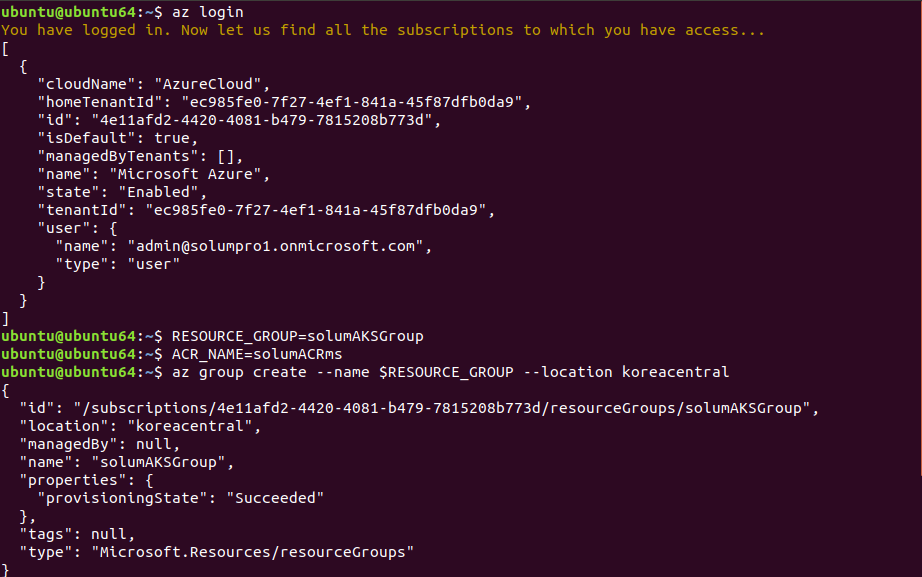 ubuntu@ubuntu64:~$ az login
You have logged in. Now let us find all the subscriptions to which you have access...
[
  {
    "cloudName": "AzureCloud",
    "homeTenantId": "ec985fe0-7f27-4ef1-841a-45f87dfb0da9",
    "id": "4e11afd2-4420-4081-b479-7815208b773d",
    "isDefault": true,
    "managedByTenants": [],
    "name": "Microsoft Azure",
    "state": "Enabled",
    "tenantId": "ec985fe0-7f27-4ef1-841a-45f87dfb0da9",
    "user": {
      "name": "admin@solumpro1.onmicrosoft.com",
      "type": "user"
    }
  }
]
ubuntu@ubuntu64:~$ RESOURCE_GROUP=solumAKSGroup
ubuntu@ubuntu64:~$ ACR_NAME=solumACRms
ubuntu@ubuntu64:~$ az group create --name $RESOURCE_GROUP --location koreacentral
{
  "id": "/subscriptions/4e11afd2-4420-4081-b479-7815208b773d/resourceGroups/solumAKSGroup",
  "location": "koreacentral",
  "managedBy": null,
  "name": "solumAKSGroup",
  "properties": {
    "provisioningState": "Succeeded"
  },
  "tags": null,
  "type": "Microsoft.Resources/resourceGroups"
}